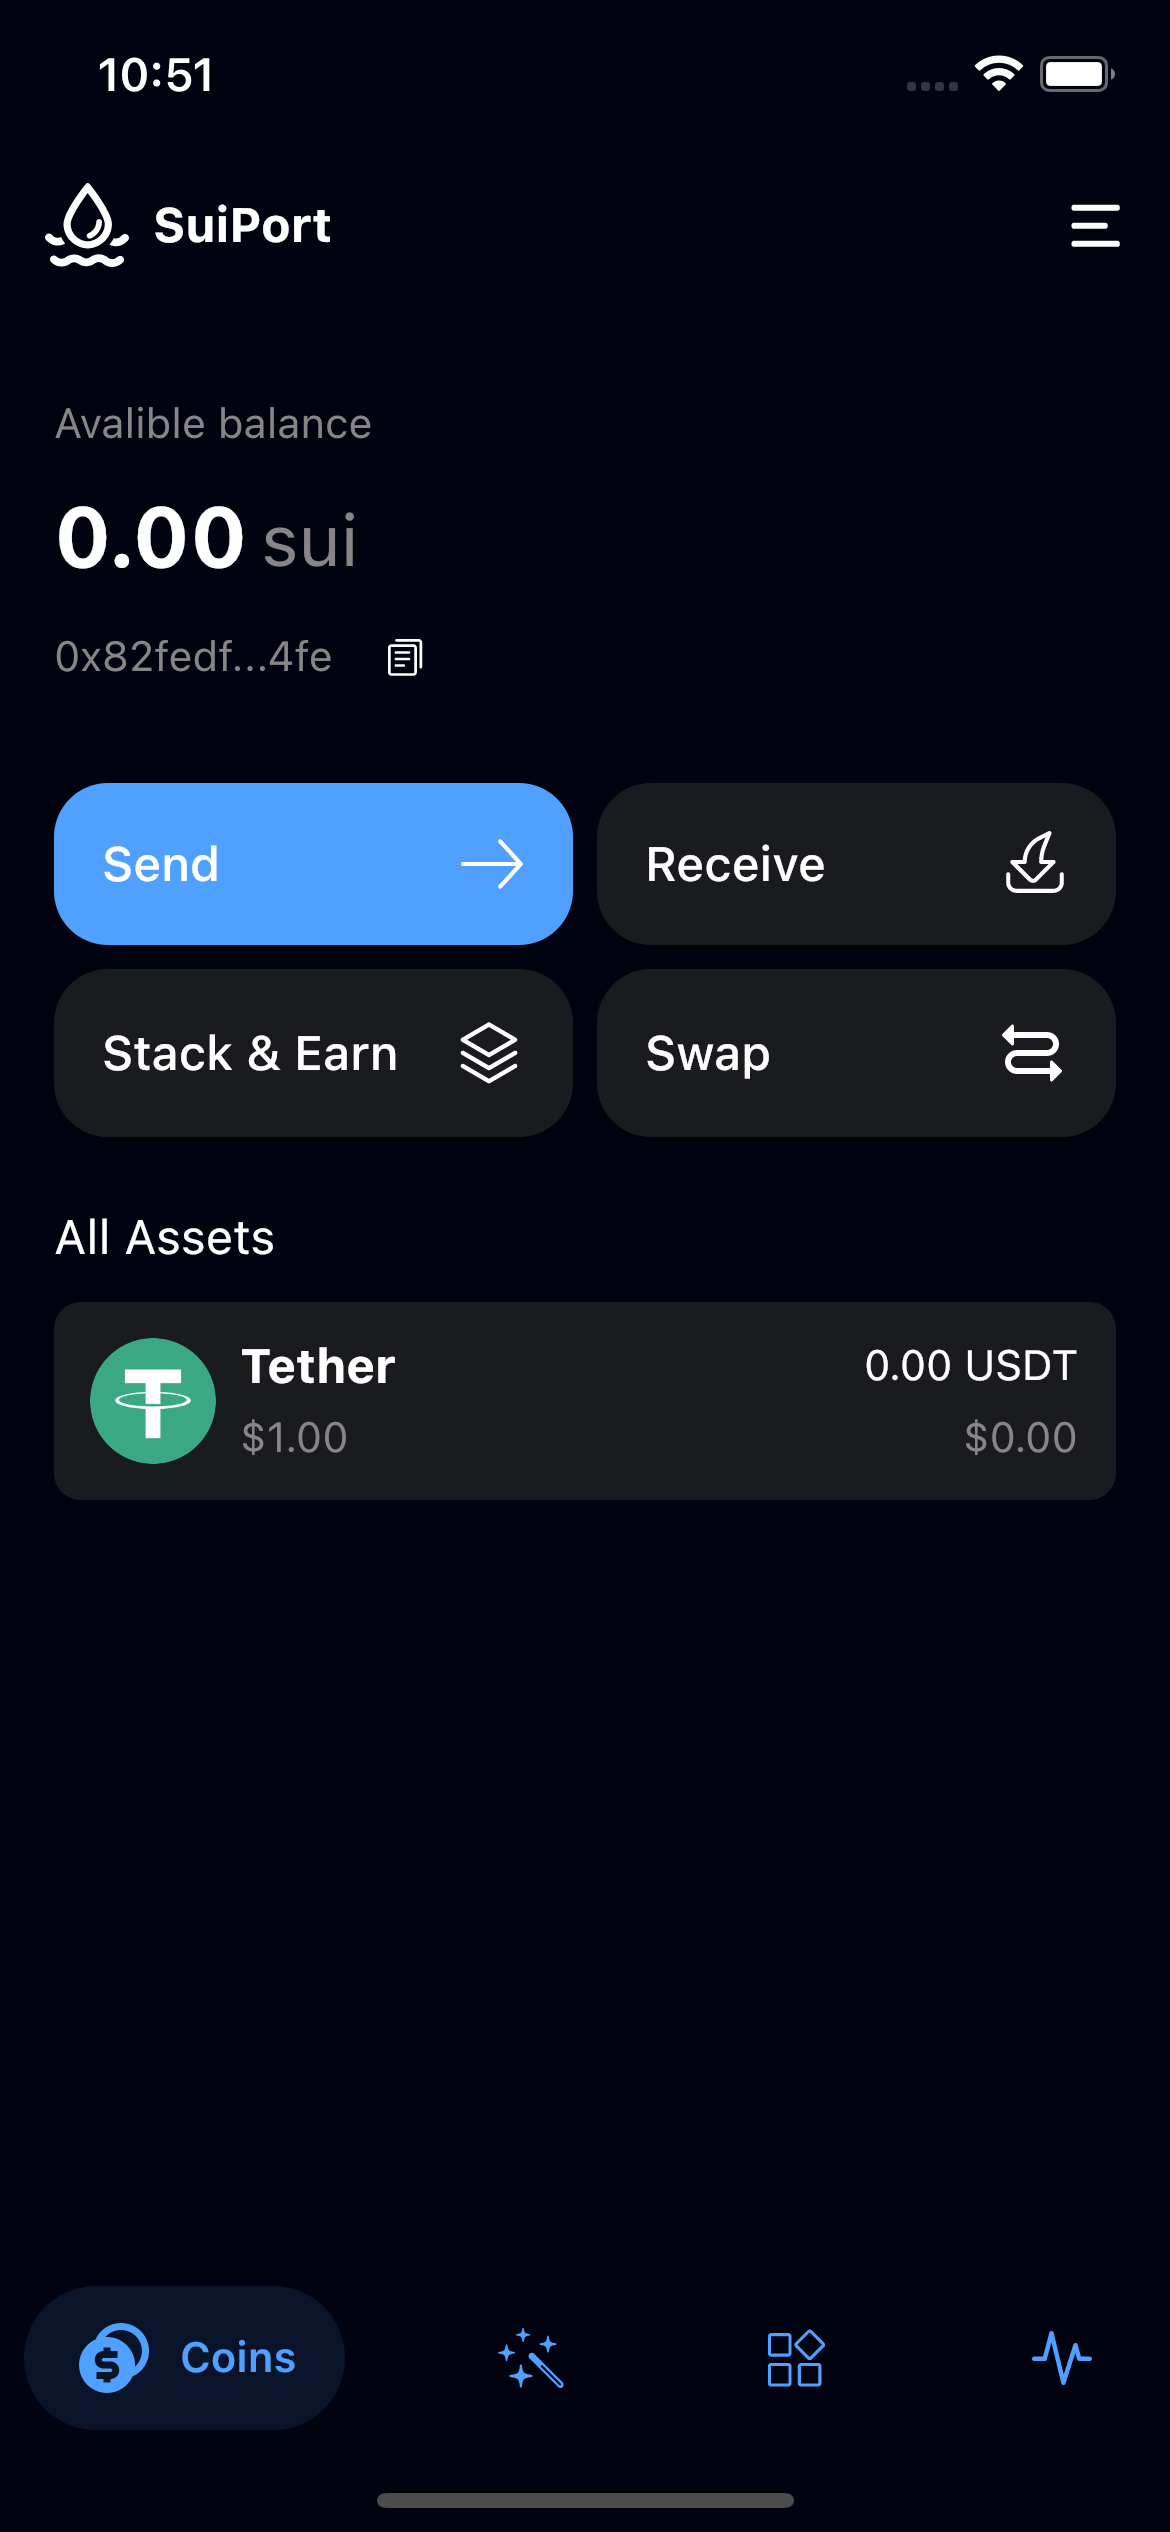 10:51
SuiPort
Avalible balance
0.00 sui
0x82fedf...4fe
Send
Receive
Stack & Earn
Swap
All Assets
Tether
0.00 USDT
$1.00
$0.00
Coins